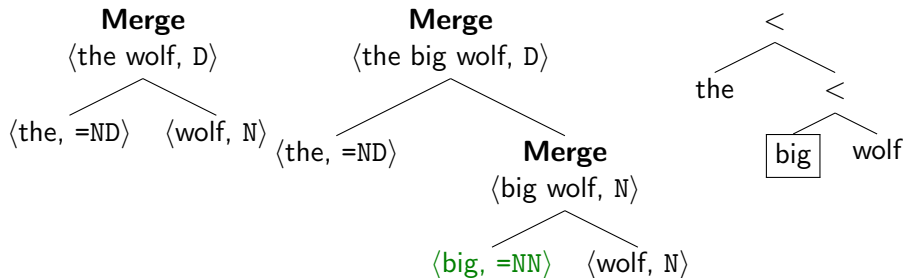 Merge
⟨the wolf, D⟩
⟨the, =ND⟩ ⟨wolf, N⟩
Merge
⟨the big wolf, D⟩
⟨the, =ND⟩
Merge
⟨big wolf, N⟩
⟨big, =NN⟩ ⟨wolf, N⟩
<
the <
big wolf